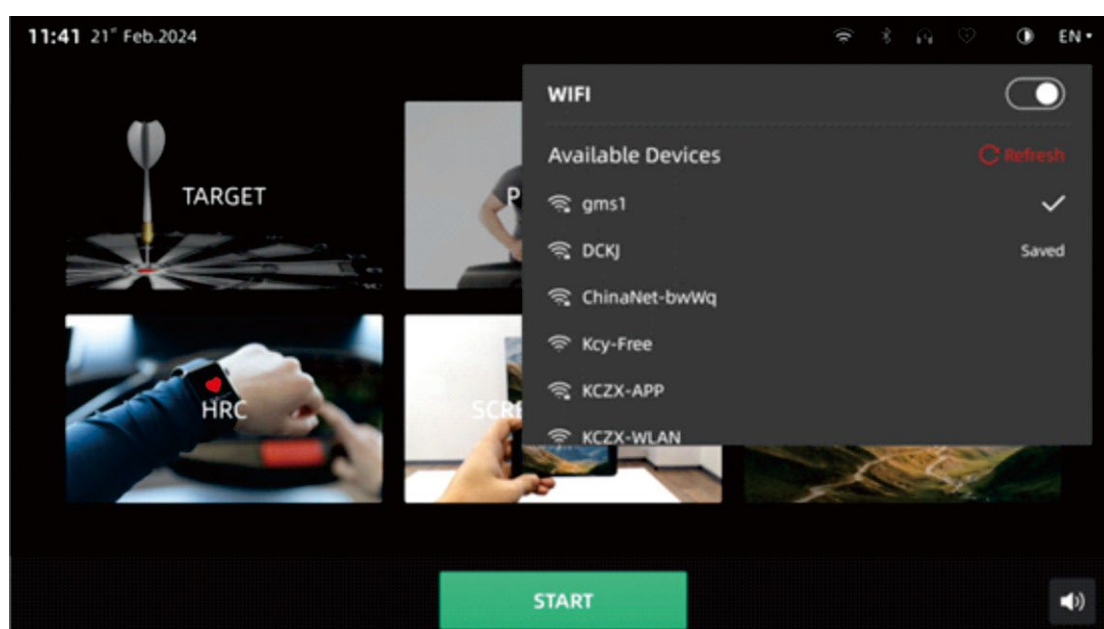 11:41 21st Feb.2024
EN
WIFI
Available Devices
Refresh
TARGET
P
gms1
DCKJ
Saved
ChinaNet-bwWq
Kcy-Free
HRC
SCRE
KCZX-APP
KCZX-WLAN
START